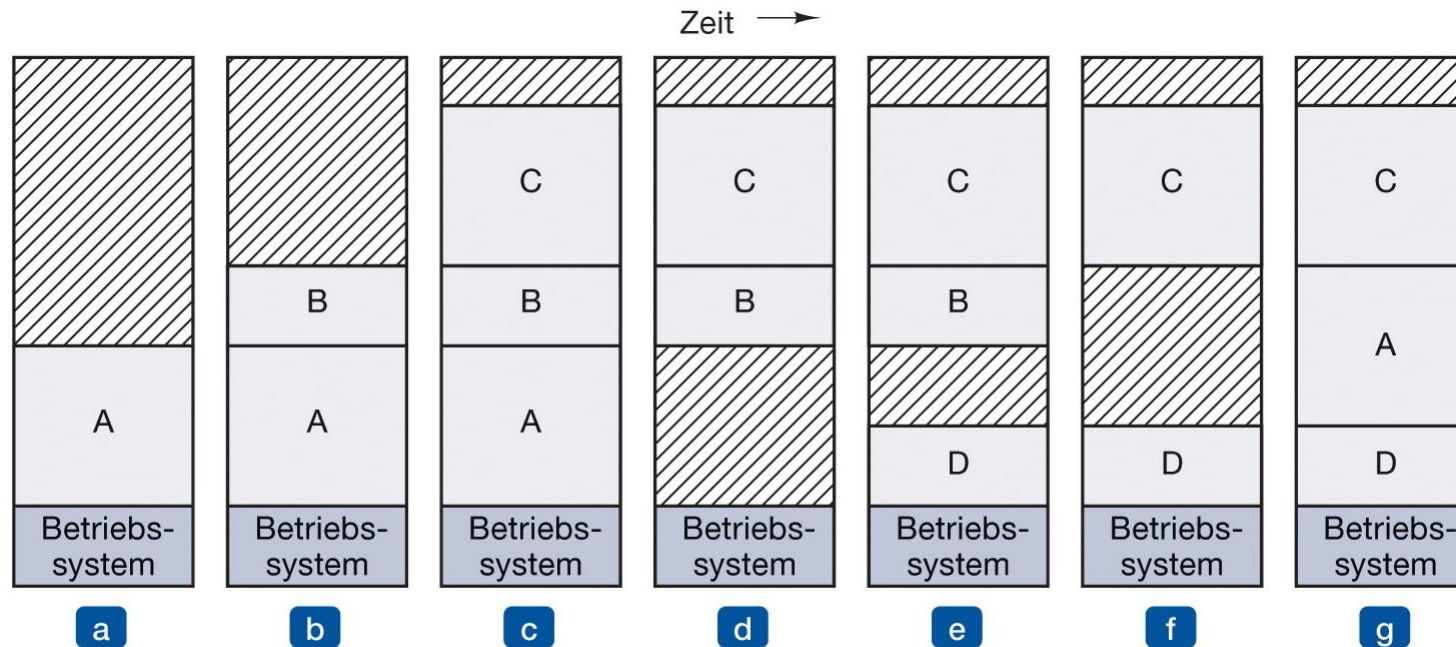 Zeit
A
Betriebs-
system
a
B
A
Betriebs-
system
b
C
B
A
Betriebs-
system
c
C
B
Betriebs-
system
d
C
B
D
Betriebs-
system
e
C
D
Betriebs-
system
f
C
A
D
Betriebs-
system
g